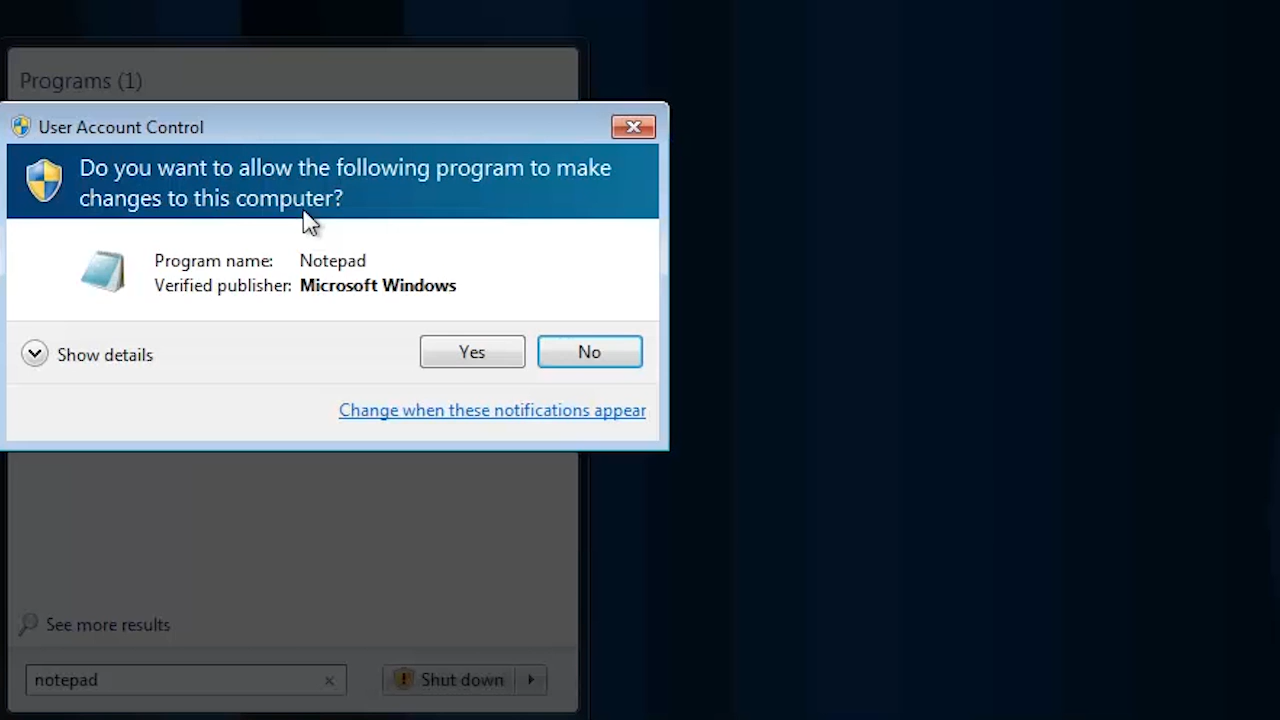 Programs (1)
User Account Control
Do you want to allow the following program to make
changes to this computer?
Program name: Notepad
Verified publisher: Microsoft Windows
Show details
Yes
No
Change when these notifications appear
See more results
notepad
Shut down